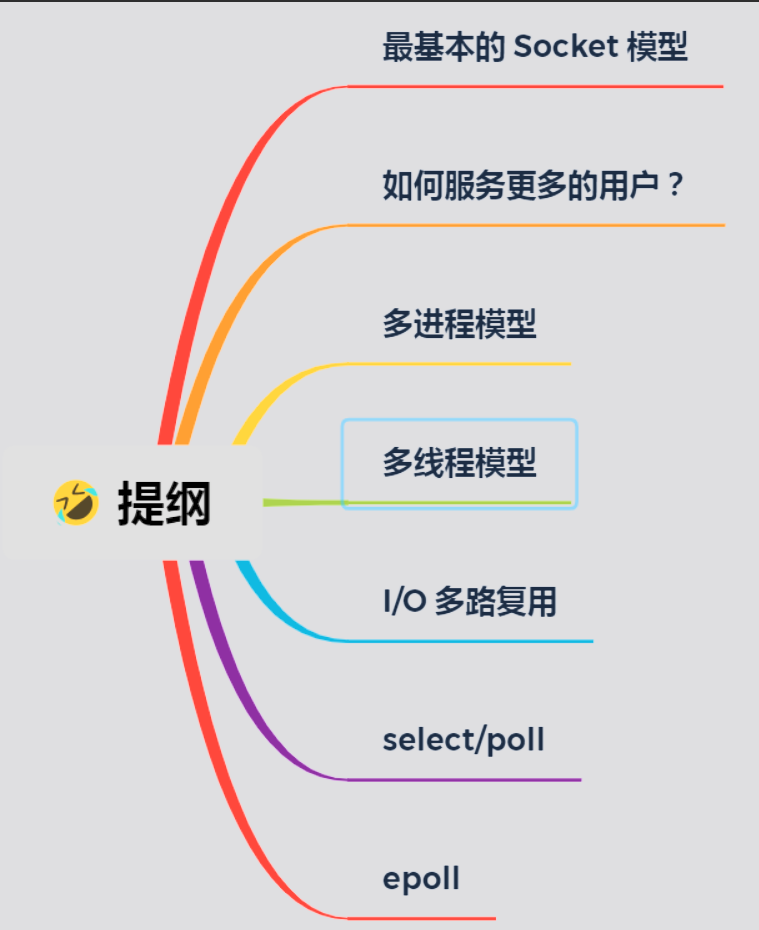 最基本的 Socket 模型
如何服务更多的用户？
多进程模型
多线程模型
提纲
I/O 多路复用
select/poll
epoll